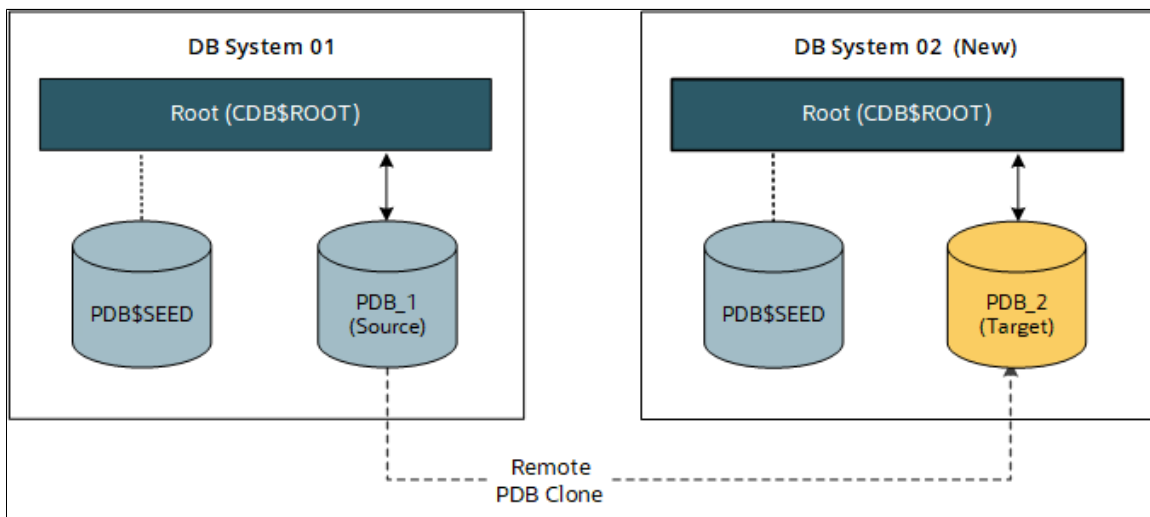 DB System 01
Root (CDB$ROOT)
PDB$SEED
PDB_1
(Source)
DB System 02 (New)
Root (CDB$ROOT)
PDB$SEED
PDB_2
(Target)
Remote
PDB Clone